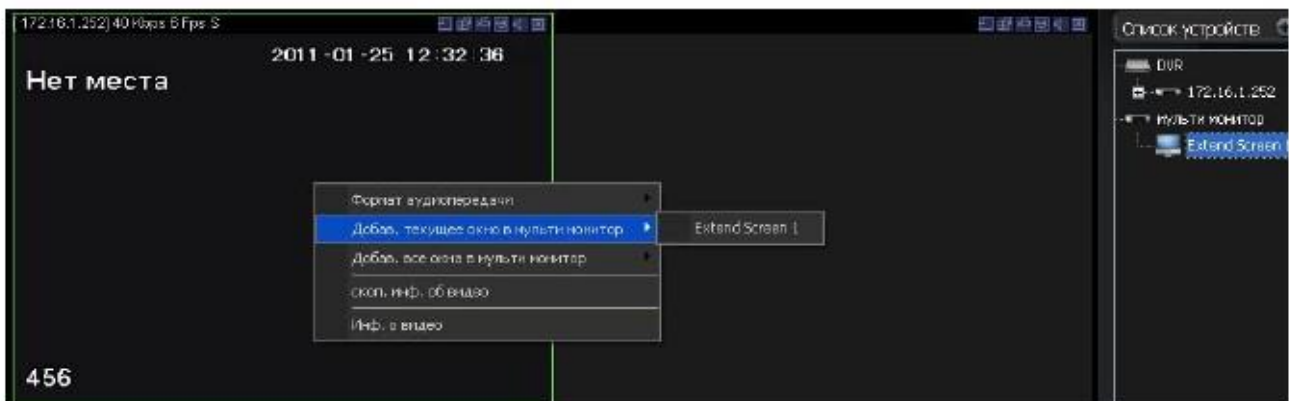 172.16.1.252] 40 Kbps 6 Fps S
2011-01-25 12:32:36
Нет места
Формат аудиопередачи
Добав. текущее окно в мульти монитор
Extend Screen 1
Добав. все окна в мульти монитор
скоп. инф. об видео
Инф. о видео
456
Список устройств
DVR
172.16.1.252
мульти монитор
Extend Screen